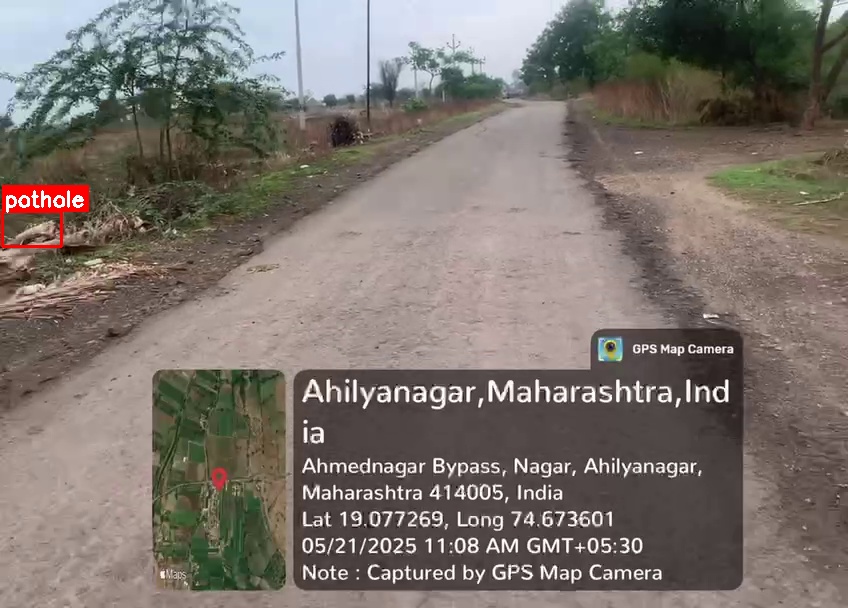 pothole
GPS Map Camera
Ahilyanagar,Maharashtra,Ind
ia
Ahmednagar Bypass, Nagar, Ahilyanagar,
Maharashtra 414005, India
Lat 19.077269, Long 74.673601
05/21/2025 11:08 AM GMT+05:30
Note : Captured by GPS Map Camera
Maps